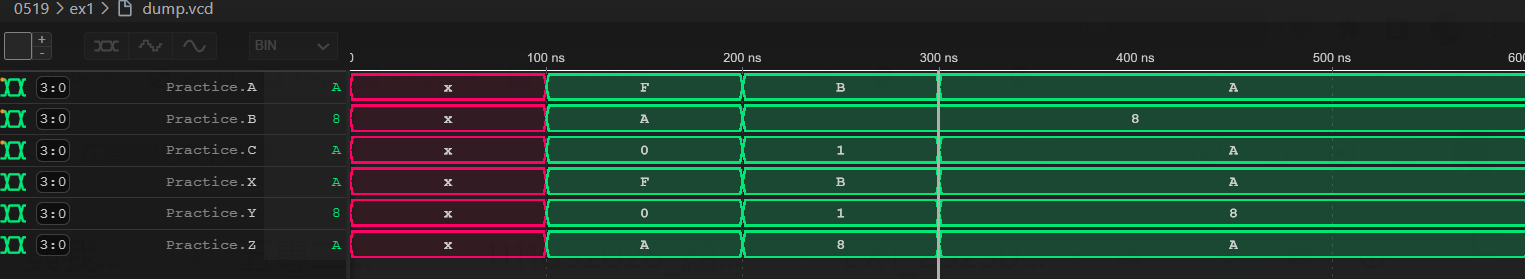 0519 > ex1 > dump.vcd
+
-
BIN
0 100 ns 200 ns 300 ns 400 ns 500 ns 600
3:0 Practice.A A x F B A
3:0 Practice.B 8 x A 8
3:0 Practice.C A x 0 1 A
3:0 Practice.X A x F B A
3:0 Practice.Y 8 x 0 1 8
3:0 Practice.Z A x A 8 A